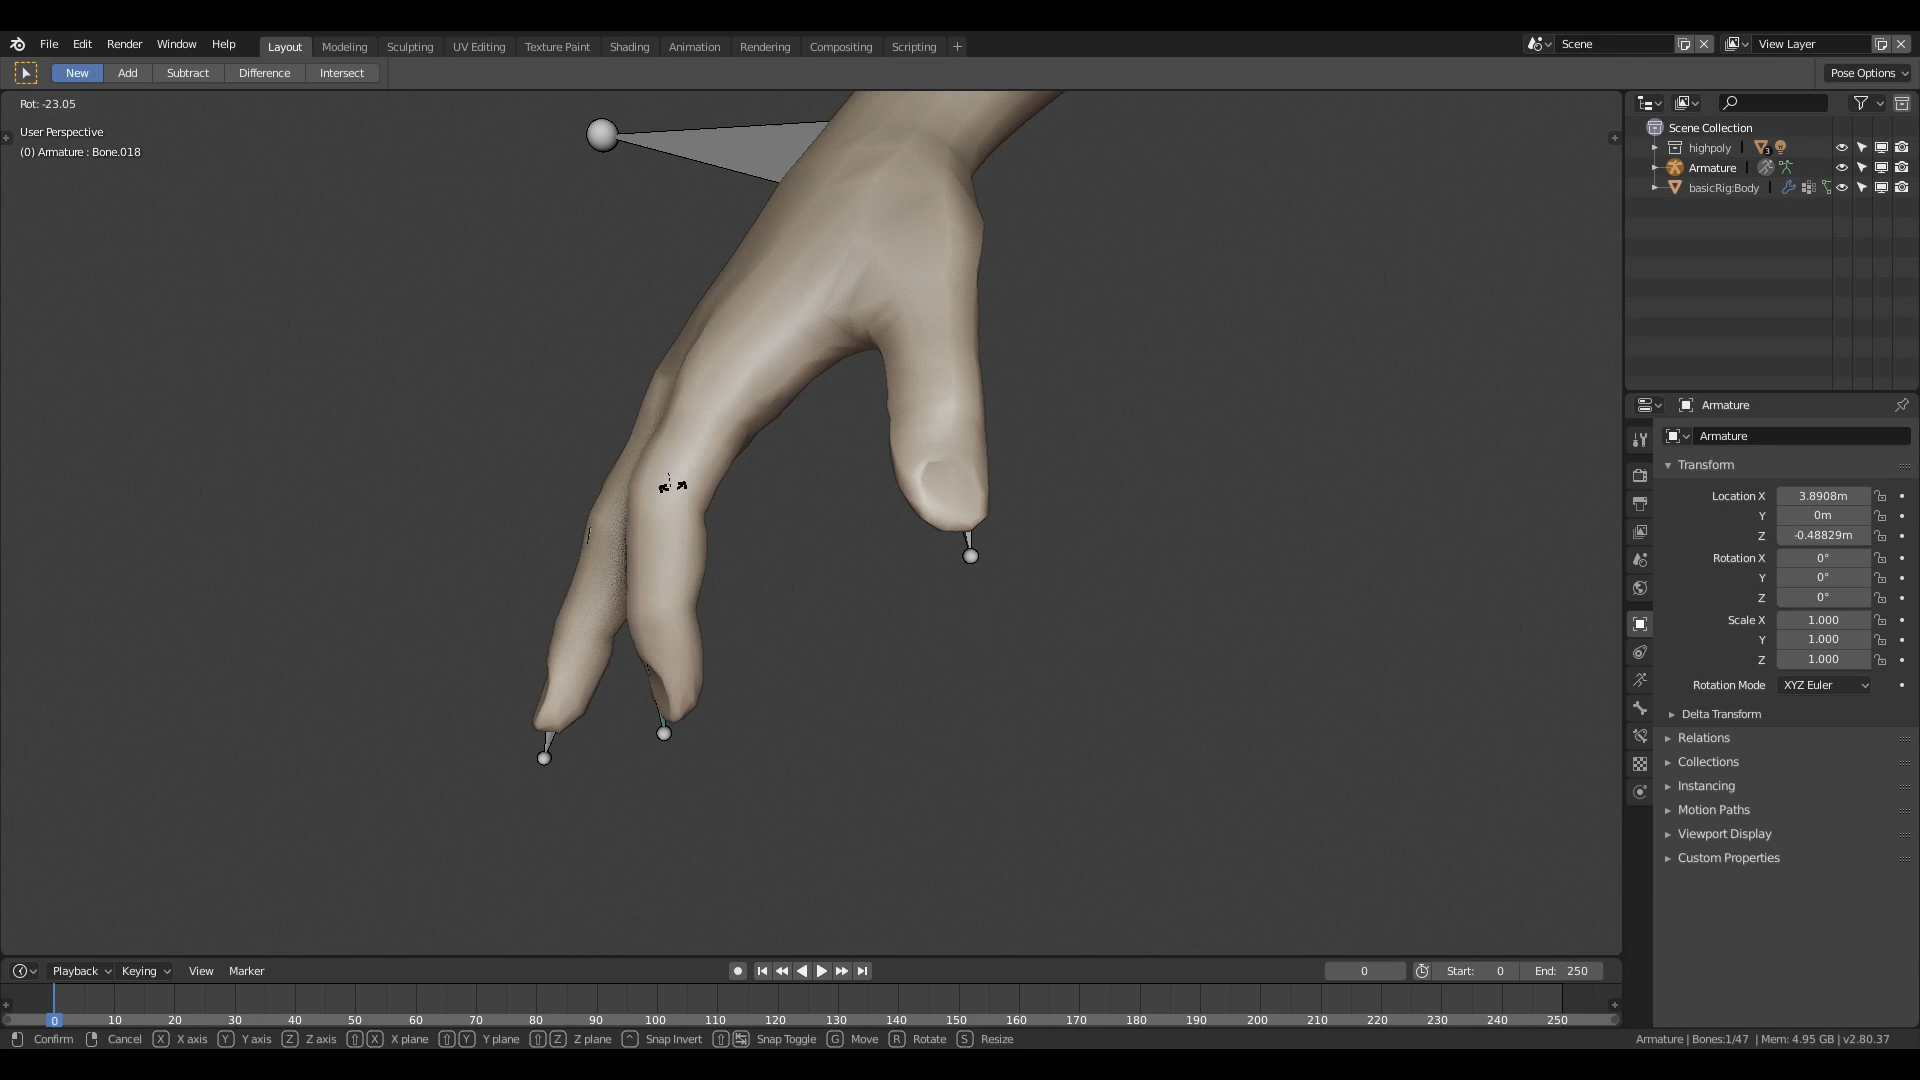 File Edit Render Window Help Layout Modeling Sculpting UV Editing Texture Paint Shading Animation Rendering Compositing Scripting + Scene View Layer
New Add Subtract Difference Intersect Pose Options
Rot: -23.05
User Perspective
(0) Armature : Bone.018
Scene Collection
highpoly 3
Armature
basicRig:Body
Armature
Armature
Transform
Location X 3.8908m
Y 0m
Z -0.48829m
Rotation X 0°
Y 0°
Z 0°
Scale X 1.000
Y 1.000
Z 1.000
Rotation Mode XYZ Euler
Delta Transform
Relations
Collections
Instancing
Motion Paths
Viewport Display
Custom Properties
Playback Keying View Marker 0 Start: 0 End: 250
0 10 20 30 40 50 60 70 80 90 100 110 120 130 140 150 160 170 180 190 200 210 220 230 240 250
Confirm Cancel X X axis Y Y axis Z Z axis X X plane Y Y plane Z Z plane Snap Invert Snap Toggle G Move R Rotate S Resize Armature | Bones:1/47 | Mem: 4.95 GB | v2.80.37